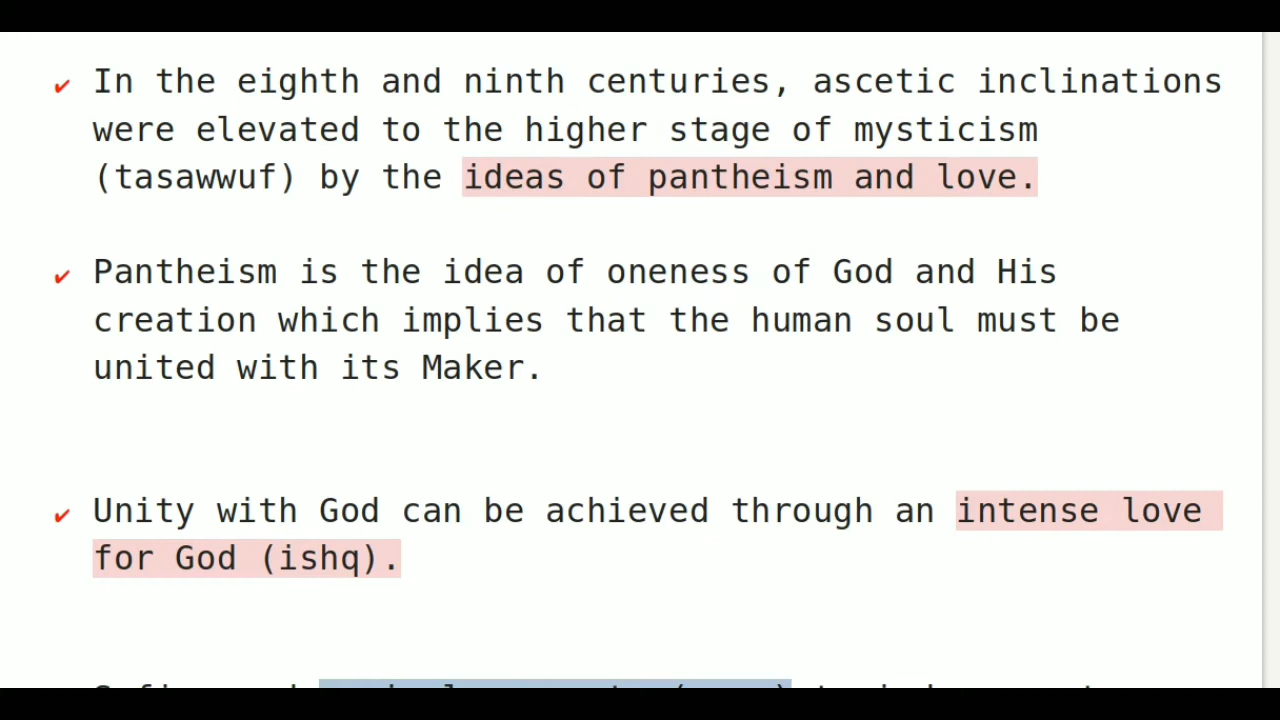 ✔ In the eighth and ninth centuries, ascetic inclinations
were elevated to the higher stage of mysticism
(tasawwuf) by the ideas of pantheism and love.
✔ Pantheism is the idea of oneness of God and His
creation which implies that the human soul must be
united with its Maker.
✔ Unity with God can be achieved through an intense love
for God (ishq).